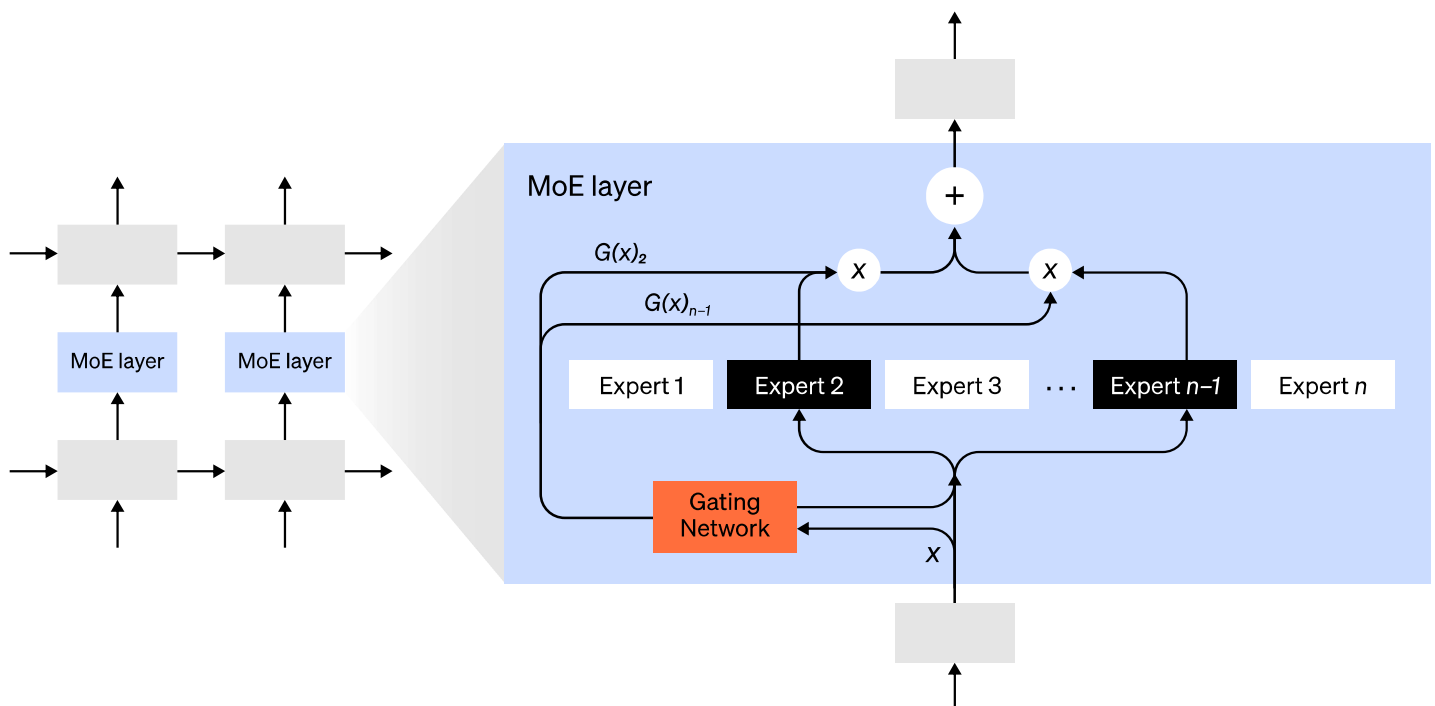 MoE layer
+
G(x)₂
x
x
G(x)ₙ₋₁
MoE layer
MoE layer
Expert 1
Expert 2
Expert 3
...
Expert n–1
Expert n
Gating
Network
x